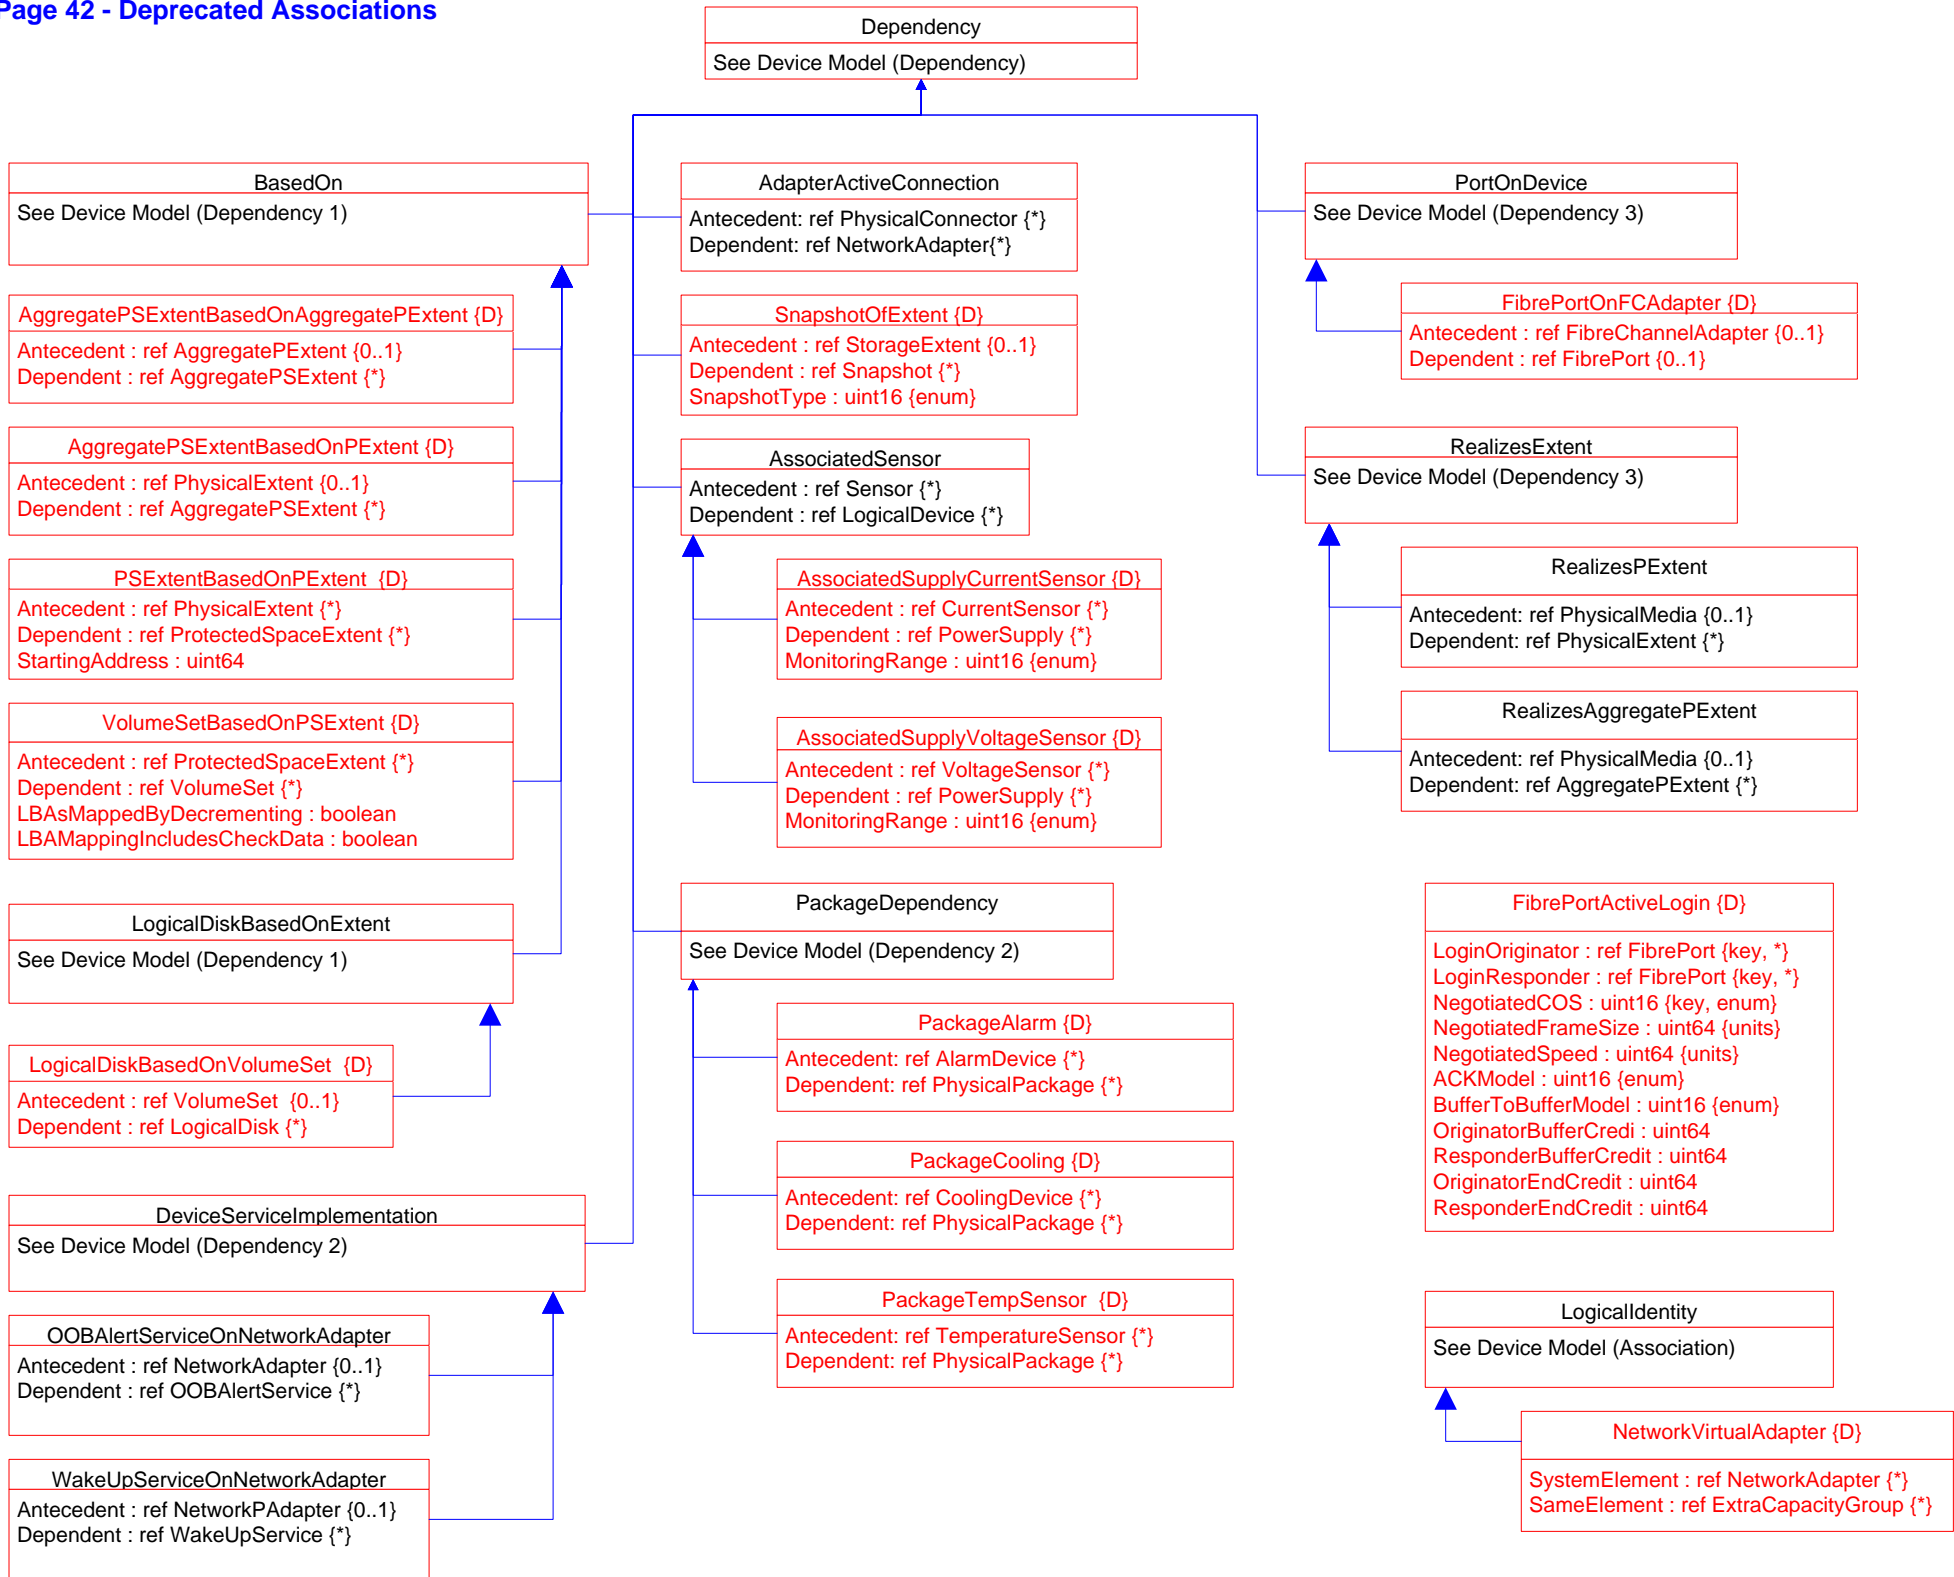 Page 42 - Deprecated Associations
Dependency
See Device Model (Dependency)
BasedOn
See Device Model (Dependency 1)
AggregatePSExtentBasedOnAggregatePExtent {D}
Antecedent : ref AggregatePExtent {0..1}
Dependent : ref AggregatePSExtent {*}
AggregatePSExtentBasedOnPExtent {D}
Antecedent : ref PhysicalExtent {0..1}
Dependent : ref AggregatePSExtent {*}
PSExtentBasedOnPExtent {D}
Antecedent : ref PhysicalExtent {*}
Dependent : ref ProtectedSpaceExtent {*}
StartingAddress : uint64
VolumeSetBasedOnPSExtent {D}
Antecedent : ref ProtectedSpaceExtent {*}
Dependent : ref VolumeSet {*}
LBAsMappedByDecrementing : boolean
LBAMappingIncludesCheckData : boolean
LogicalDiskBasedOnExtent
See Device Model (Dependency 1)
LogicalDiskBasedOnVolumeSet {D}
Antecedent : ref VolumeSet {0..1}
Dependent : ref LogicalDisk {*}
DeviceServiceImplementation
See Device Model (Dependency 2)
OOBAlertServiceOnNetworkAdapter
Antecedent : ref NetworkAdapter {0..1}
Dependent : ref OOBAlertService {*}
WakeUpServiceOnNetworkAdapter
Antecedent : ref NetworkPAdapter {0..1}
Dependent : ref WakeUpService {*}
AdapterActiveConnection
Antecedent: ref PhysicalConnector {*}
Dependent: ref NetworkAdapter{*}
SnapshotOfExtent {D}
Antecedent : ref StorageExtent {0..1}
Dependent : ref Snapshot {*}
SnapshotType : uint16 {enum}
AssociatedSensor
Antecedent : ref Sensor {*}
Dependent : ref LogicalDevice {*}
AssociatedSupplyCurrentSensor {D}
Antecedent : ref CurrentSensor {*}
Dependent : ref PowerSupply {*}
MonitoringRange : uint16 {enum}
AssociatedSupplyVoltageSensor {D}
Antecedent : ref VoltageSensor {*}
Dependent : ref PowerSupply {*}
MonitoringRange : uint16 {enum}
PackageDependency
See Device Model (Dependency 2)
PackageAlarm {D}
Antecedent: ref AlarmDevice {*}
Dependent: ref PhysicalPackage {*}
PackageCooling {D}
Antecedent: ref CoolingDevice {*}
Dependent: ref PhysicalPackage {*}
PackageTempSensor {D}
Antecedent: ref TemperatureSensor {*}
Dependent: ref PhysicalPackage {*}
PortOnDevice
See Device Model (Dependency 3)
FibrePortOnFCAdapter {D}
Antecedent : ref FibreChannelAdapter {0..1}
Dependent : ref FibrePort {0..1}
RealizesExtent
See Device Model (Dependency 3)
RealizesPExtent
Antecedent: ref PhysicalMedia {0..1}
Dependent: ref PhysicalExtent {*}
RealizesAggregatePExtent
Antecedent: ref PhysicalMedia {0..1}
Dependent: ref AggregatePExtent {*}
FibrePortActiveLogin {D}
LoginOriginator : ref FibrePort {key, *}
LoginResponder : ref FibrePort {key, *}
NegotiatedCOS : uint16 {key, enum}
NegotiatedFrameSize : uint64 {units}
NegotiatedSpeed : uint64 {units}
ACKModel : uint16 {enum}
BufferToBufferModel : uint16 {enum}
OriginatorBufferCredi : uint64
ResponderBufferCredit : uint64
OriginatorEndCredit : uint64
ResponderEndCredit : uint64
LogicalIdentity
See Device Model (Association)
NetworkVirtualAdapter {D}
SystemElement : ref NetworkAdapter {*}
SameElement : ref ExtraCapacityGroup {*}